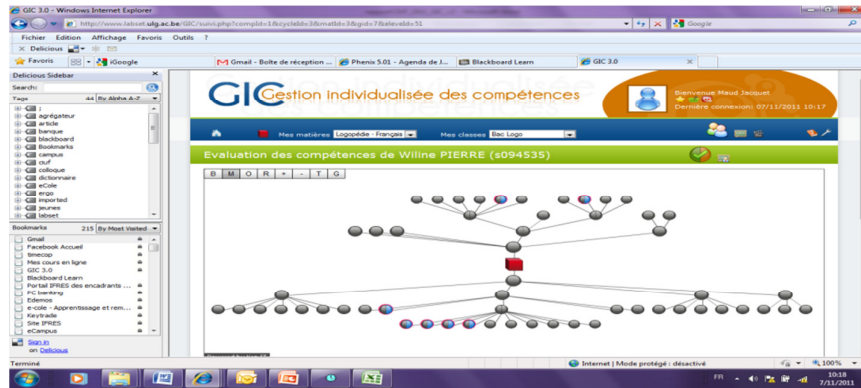 GIC 3.0 - Windows Internet Explorer
http://www.labset.ulg.ac.be/GIC/suivi.php?compId=1&cycleId=3&matId=3&gid=7&eleveId=51
Google
Fichier Edition Affichage Favoris Outils ?
× Delicious
Favoris iGoogle Gmail - Boîte de réception ... Phenix 5.01 - Agenda de J... Blackboard Learn GIC 3.0
Delicious Sidebar
Search:
Tags 44 By Alpha A-Z
:
agrégateur
article
banque
blackboard
Bookmarks
campus
ciuf
colloque
dictionnaire
eCole
ergo
imported
jeunes
labset
Bookmarks 215 By Most Visited
Gmail
Facebook Accueil
timecop
Mes cours en ligne
GIC 3.0
Blackboard Learn
Portail IFRES des encadrants ...
PC banking
Edemos
e-cole - Apprentissage et rem...
Keytrade
Site IFRES
eCampus
Sign in
on Delicious
GIC Gestion individualisée des compétences
Bienvenue Maud Jacquet
Dernière connexion: 07/11/2011 10:17
Mes matières Logopédie - Français Mes classes Bac Logo
Evaluation des compétences de Wiline PIERRE (s094535)
B M O R + - T G
Terminé Internet | Mode protégé : désactivé 100%
FR 10:18
7/11/2011